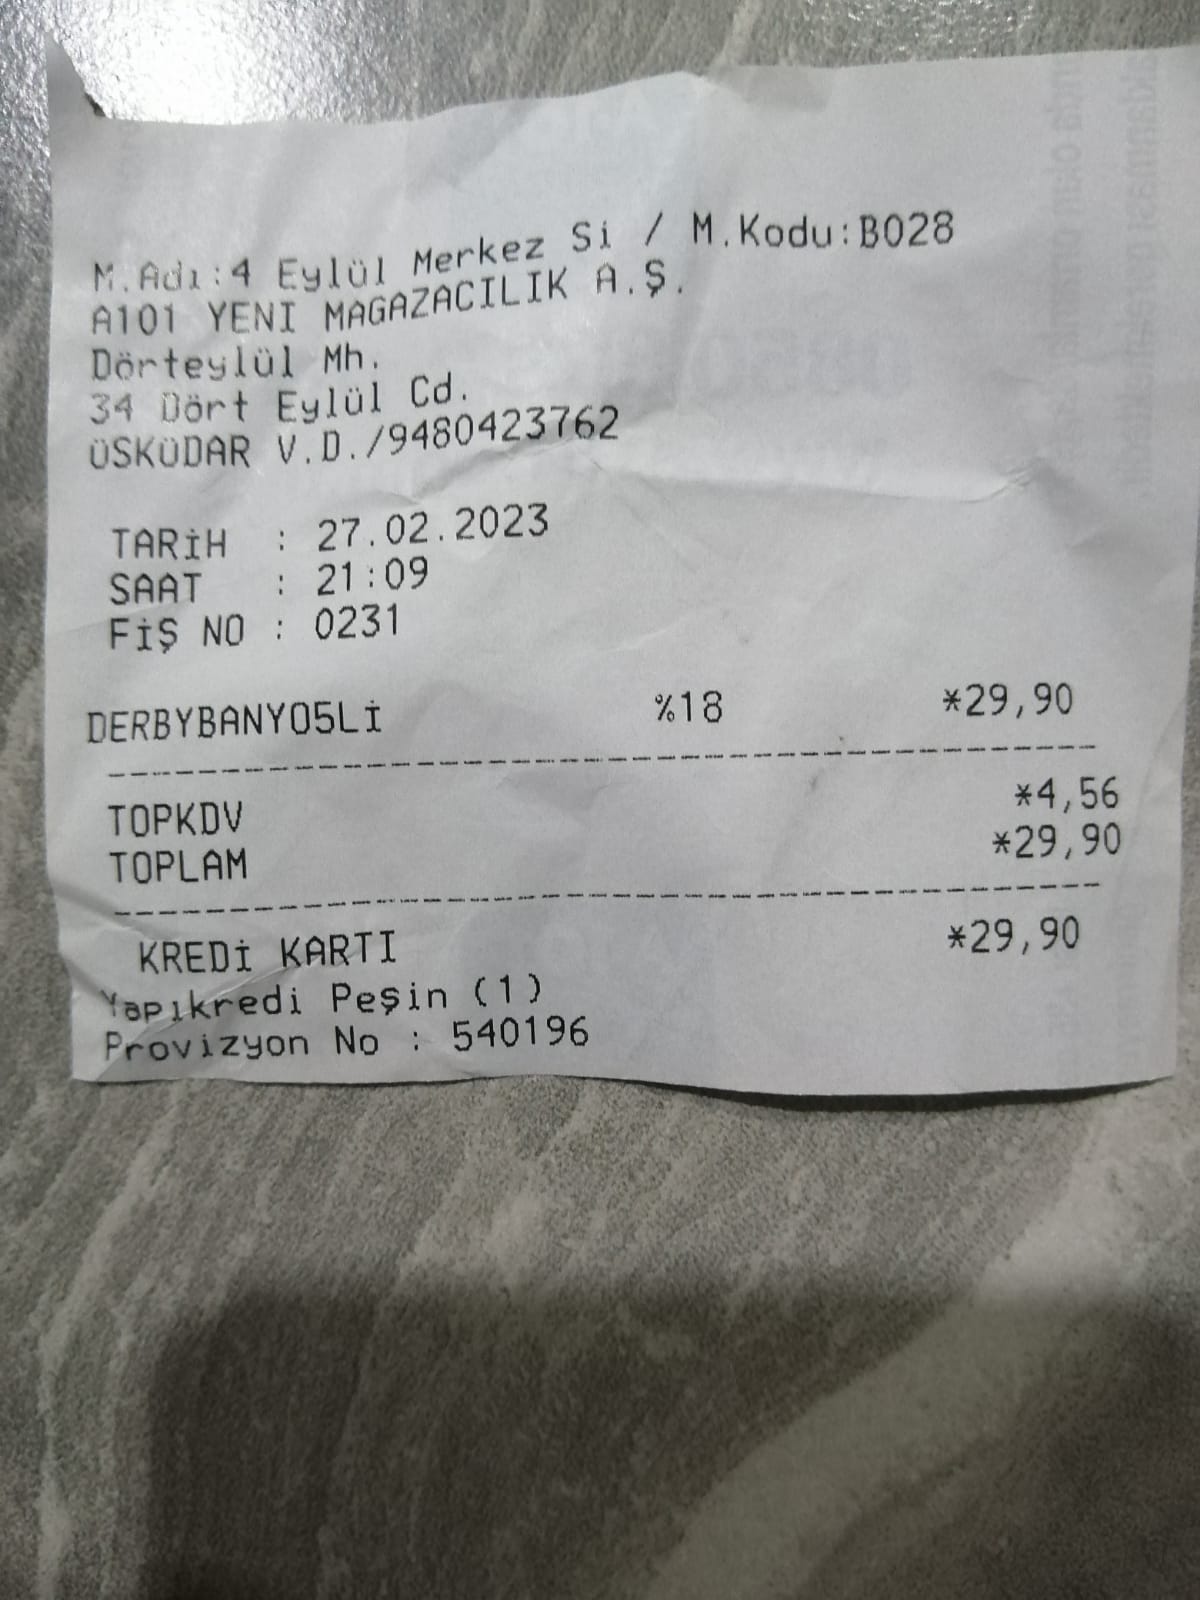 M.Adı:4 Eylül Merkez Si / M.Kodu:B028
A101 YENI MAGAZACILIK A.Ş.
Dörteylül Mh.
34 Dört Eylül Cd.
ÜSKÜDAR V.D./9480423762
TARİH : 27.02.2023
SAAT : 21:09
FİŞ NO : 0231
DERBYBANYO5Lİ %18 *29,90
TOPKDV *4,56
TOPLAM *29,90
KREDİ KARTI *29,90
Yapıkredi Peşin (1)
Provizyon No : 540196